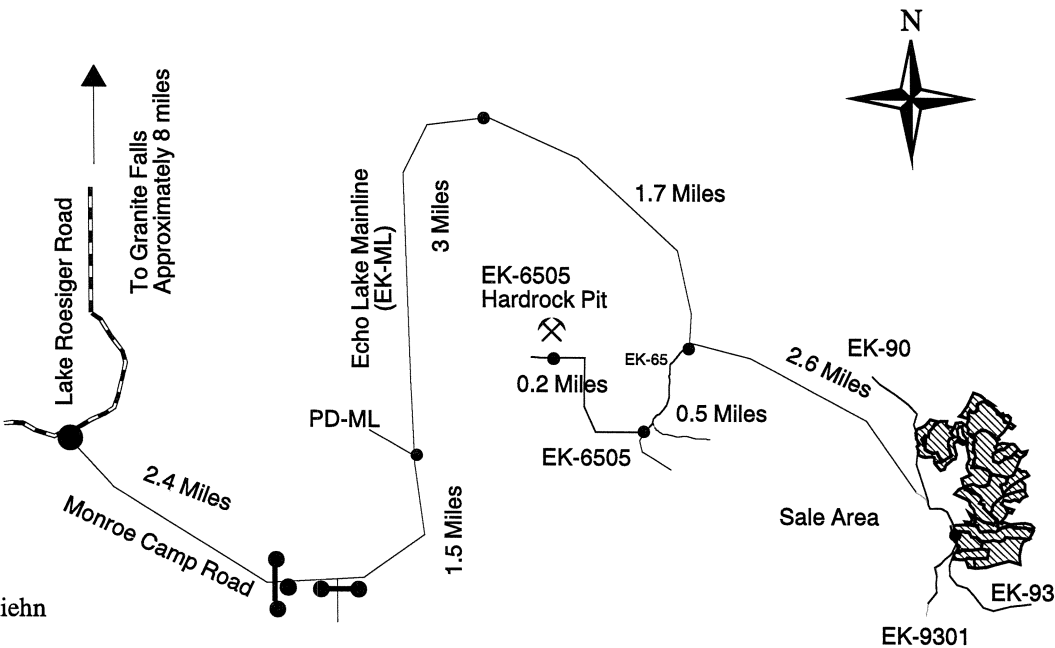 N
To Granite Falls
Approximately 8 miles
Lake Roesiger Road
Echo Lake Mainline
(EK-ML)
3 Miles
1.7 Miles
EK-6505
Hardrock Pit
EK-65
0.2 Miles
2.6 Miles
EK-90
PD-ML
0.5 Miles
EK-6505
2.4 Miles
Monroe Camp Road
1.5 Miles
Sale Area
EK-93
iehn
EK-9301